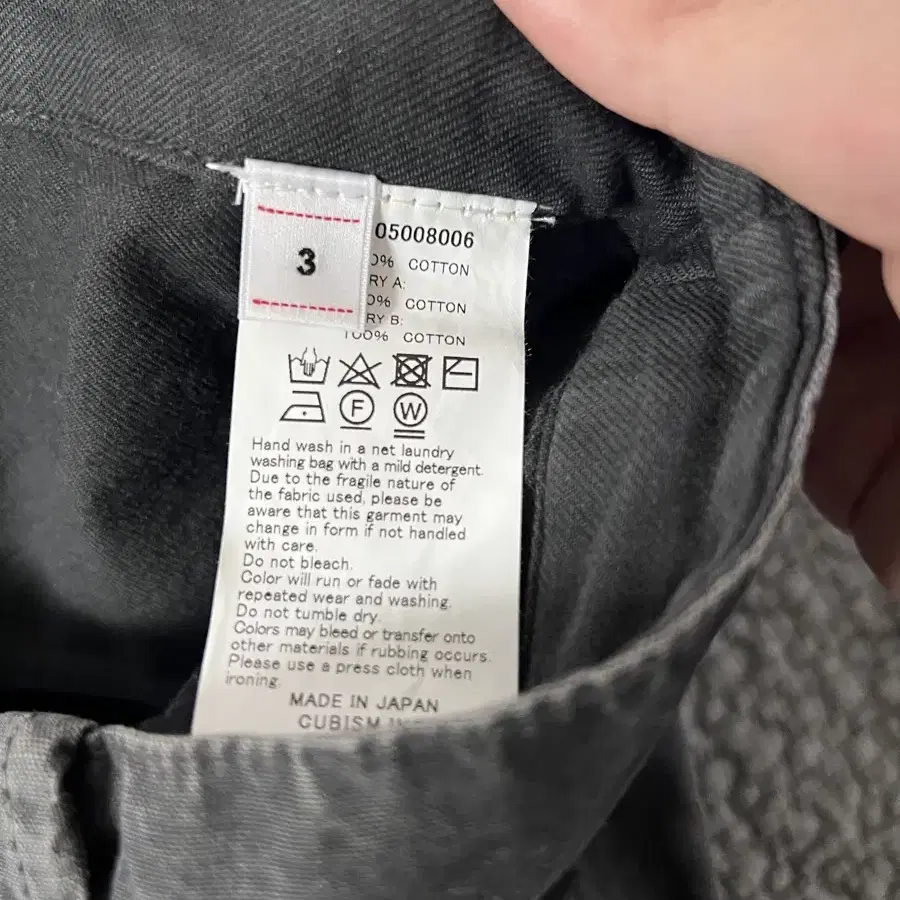 3
05008006
0% COTTON
RY A:
0% COTTON
RY B:
100% COTTON
F
W
Hand wash in a net laundry
washing bag with a mild detergent.
Due to the fragile nature of
the fabric used, please be
aware that this garment may
change in form if not handled
with care.
Do not bleach.
Color will run or fade with
repeated wear and washing.
Do not tumble dry.
Colors may bleed or transfer onto
other materials if rubbing occurs.
Please use a press cloth when
ironing.
MADE IN JAPAN
CUBISM